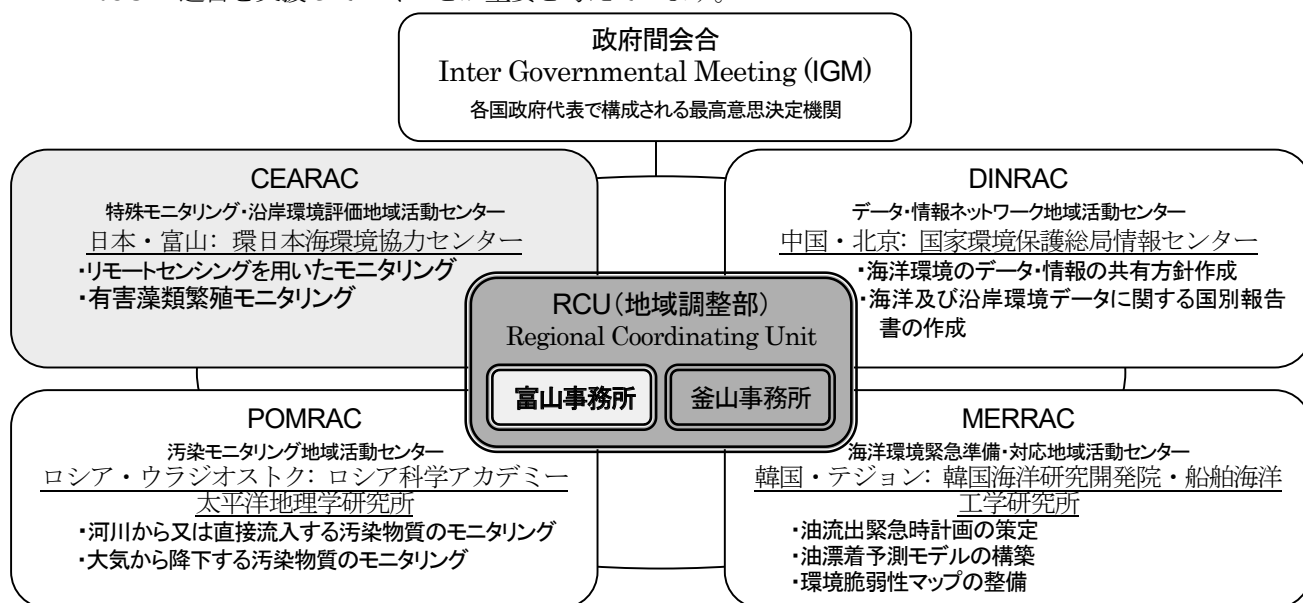 政府間会合
Inter Governmental Meeting (IGM)
各国政府代表で構成される最高意思決定機関
CEARAC
特殊モニタリング・沿岸環境評価地域活動センター
日本・富山: 環日本海環境協力センター
・リモートセンシングを用いたモニタリング
・有害藻類繁殖モニタリング
DINRAC
データ・情報ネットワーク地域活動センター
中国・北京: 国家環境保護総局情報センター
・海洋環境のデータ・情報の共有方針作成
・海洋及び沿岸環境データに関する国別報告
書の作成
RCU(地域調整部)
Regional Coordinating Unit
富山事務所
釜山事務所
POMRAC
汚染モニタリング地域活動センター
ロシア・ウラジオストク: ロシア科学アカデミー
太平洋地理学研究所
・河川から又は直接流入する汚染物質のモニタリング
・大気から降下する汚染物質のモニタリング
MERRAC
海洋環境緊急準備・対応地域活動センター
韓国・テジョン: 韓国海洋研究開発院・船舶海洋
工学研究所
・油流出緊急時計画の策定
・油漂着予測モデルの構築
・環境脆弱性マップの整備